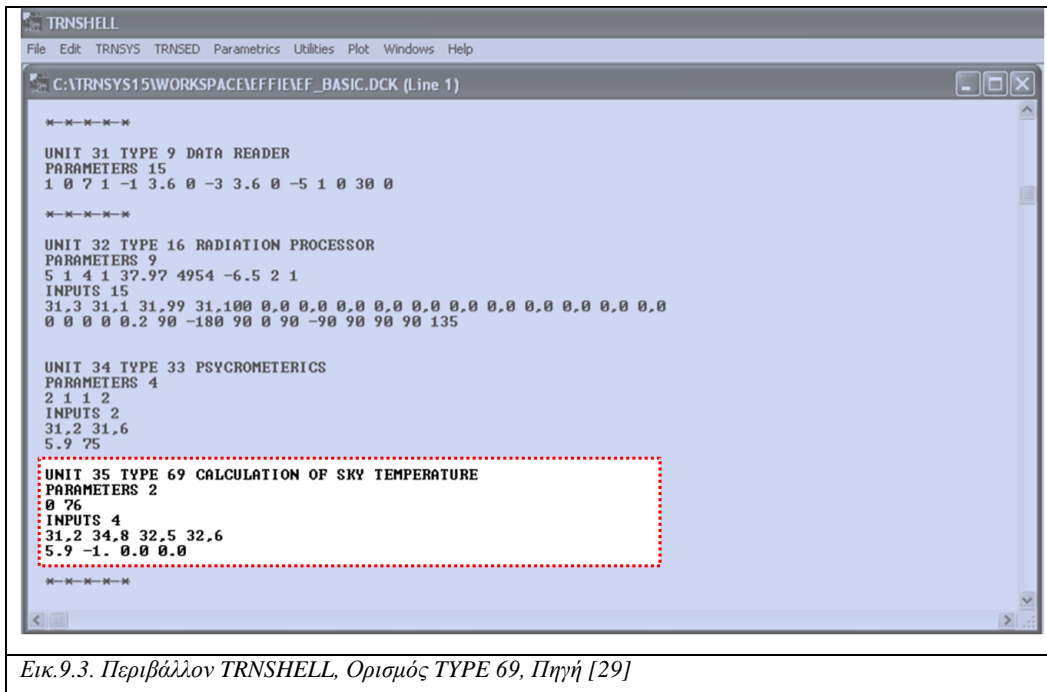 TRNSHELL
File Edit TRNSYS TRNSED Parametrics Utilities Plot Windows Help
C:\TRNSYS15\WORKSPACE\EFFIE\EF_BASIC.DCK (Line 1)
*-*-*-*-*
UNIT 31 TYPE 9 DATA READER
PARAMETERS 15
1 0 7 1 -1 3.6 0 -3 3.6 0 -5 1 0 30 0
*-*-*-*-*
UNIT 32 TYPE 16 RADIATION PROCESSOR
PARAMETERS 9
5 1 4 1 37.97 4954 -6.5 2 1
INPUTS 15
31,3 31,1 31,99 31,100 0,0 0,0 0,0 0,0 0,0 0,0 0,0 0,0 0,0 0,0 0,0
0 0 0 0 0.2 90 -180 90 0 90 -90 90 90 90 135
UNIT 34 TYPE 33 PSYCROMETERICS
PARAMETERS 4
2 1 1 2
INPUTS 2
31,2 31,6
5.9 75
UNIT 35 TYPE 69 CALCULATION OF SKY TEMPERATURE
PARAMETERS 2
0 76
INPUTS 4
31,2 34,8 32,5 32,6
5.9 -1. 0.0 0.0
*-*-*-*-*
Εικ.9.3. Περιβάλλον TRNSHELL, Ορισμός TYPE 69, Πηγή [29]